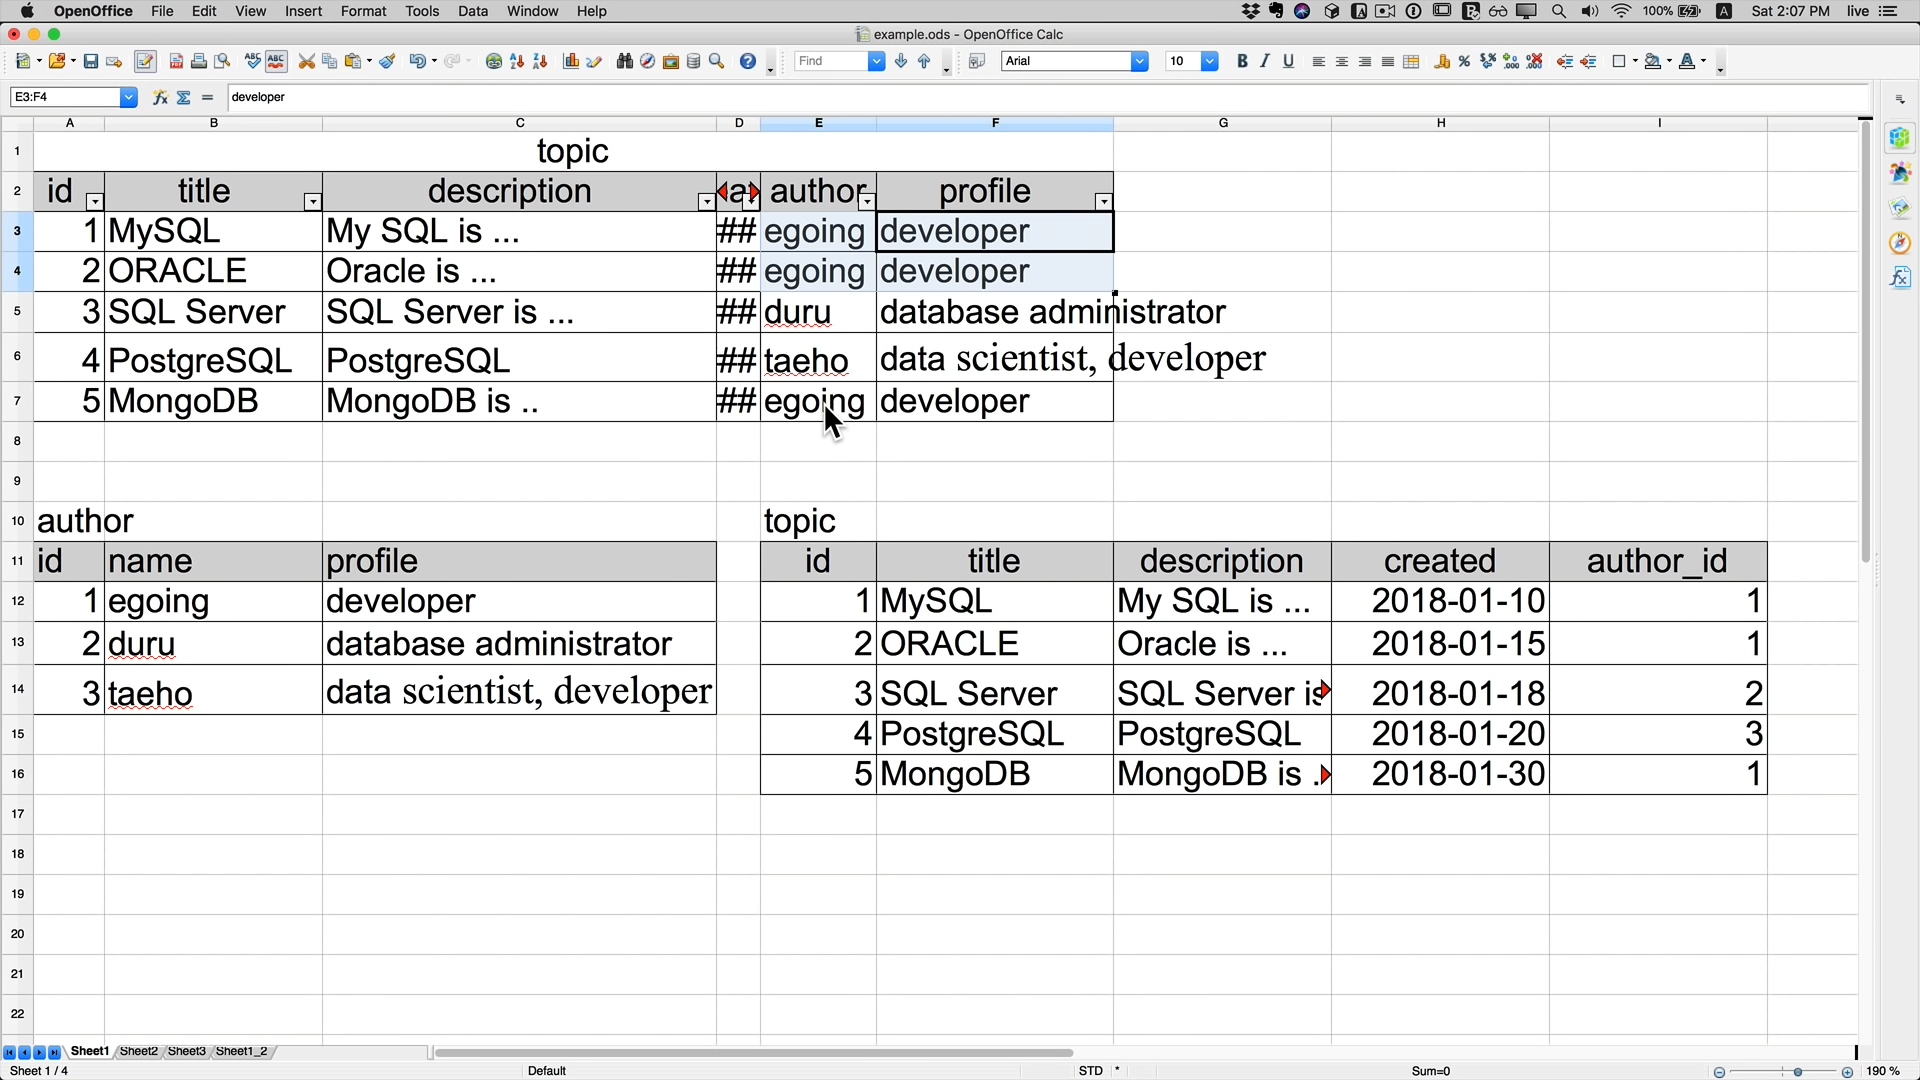 OpenOffice File Edit View Insert Format Tools Data Window Help 100% A Sat 2:07 PM live
example.ods - OpenOffice Calc
Find Arial 10 B I U
E3:F4 developer
A B C D E F G H I
1 topic
2 id title description author profile
3 1 MySQL My SQL is ... ## egoing developer
4 2 ORACLE Oracle is ... ## egoing developer
5 3 SQL Server SQL Server is ... ## duru database administrator
6 4 PostgreSQL PostgreSQL ## taeho data scientist, developer
7 5 MongoDB MongoDB is .. ## egoing developer
8
9
10 author topic
11 id name profile id title description created author_id
12 1 egoing developer 1 MySQL My SQL is ... 2018-01-10 1
13 2 duru database administrator 2 ORACLE Oracle is ... 2018-01-15 1
14 3 taeho data scientist, developer 3 SQL Server SQL Server is 2018-01-18 2
15 4 PostgreSQL PostgreSQL 2018-01-20 3
16 5 MongoDB MongoDB is . 2018-01-30 1
17
18
19
20
21
22
Sheet1 Sheet2 Sheet3 Sheet1_2
Sheet 1 / 4 Default STD * Sum=0 190 %